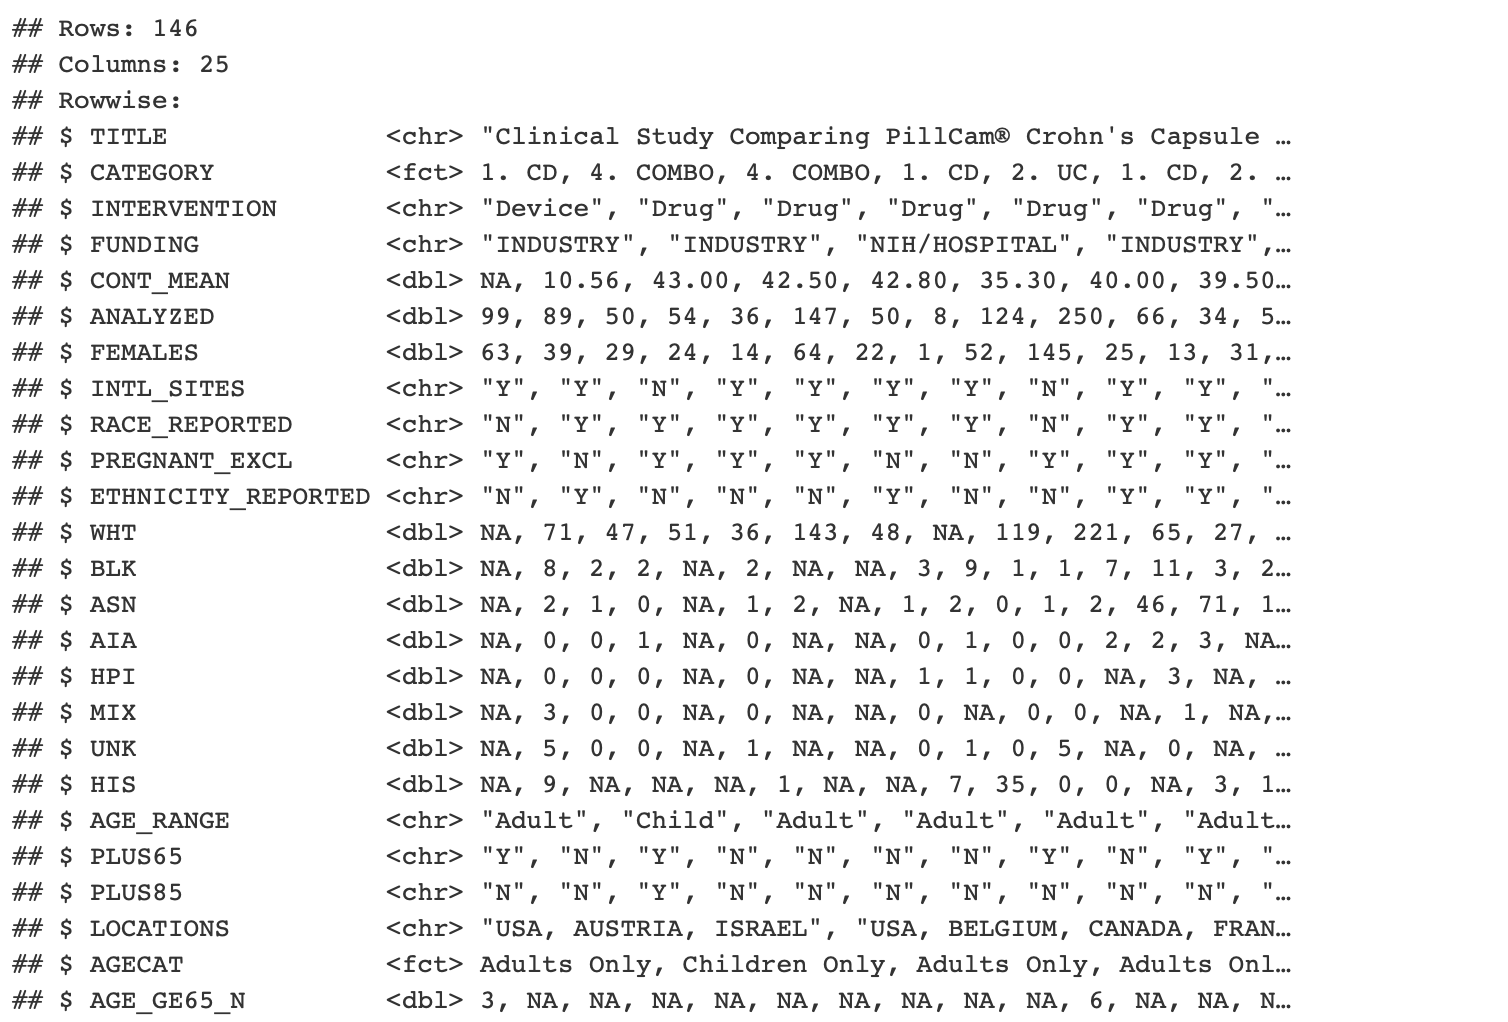 ## Rows: 146
## Columns: 25
## Rowwise:
## $ TITLE              <chr> "Clinical Study Comparing PillCam® Crohn's Capsule …
## $ CATEGORY           <fct> 1. CD, 4. COMBO, 4. COMBO, 1. CD, 2. UC, 1. CD, 2. …
## $ INTERVENTION       <chr> "Device", "Drug", "Drug", "Drug", "Drug", "Drug", "…
## $ FUNDING            <chr> "INDUSTRY", "INDUSTRY", "NIH/HOSPITAL", "INDUSTRY",…
## $ CONT_MEAN          <dbl> NA, 10.56, 43.00, 42.50, 42.80, 35.30, 40.00, 39.50…
## $ ANALYZED           <dbl> 99, 89, 50, 54, 36, 147, 50, 8, 124, 250, 66, 34, 5…
## $ FEMALES            <dbl> 63, 39, 29, 24, 14, 64, 22, 1, 52, 145, 25, 13, 31,…
## $ INTL_SITES         <chr> "Y", "Y", "N", "Y", "Y", "Y", "Y", "N", "Y", "Y", "…
## $ RACE_REPORTED      <chr> "N", "Y", "Y", "Y", "Y", "Y", "Y", "N", "Y", "Y", "…
## $ PREGNANT_EXCL      <chr> "Y", "N", "Y", "Y", "Y", "N", "N", "Y", "Y", "Y", "…
## $ ETHNICITY_REPORTED <chr> "N", "Y", "N", "N", "N", "Y", "N", "N", "Y", "Y", "…
## $ WHT                <dbl> NA, 71, 47, 51, 36, 143, 48, NA, 119, 221, 65, 27, …
## $ BLK                <dbl> NA, 8, 2, 2, NA, 2, NA, NA, 3, 9, 1, 1, 7, 11, 3, 2…
## $ ASN                <dbl> NA, 2, 1, 0, NA, 1, 2, NA, 1, 2, 0, 1, 2, 46, 71, 1…
## $ AIA                <dbl> NA, 0, 0, 1, NA, 0, NA, NA, 0, 1, 0, 0, 2, 2, 3, NA…
## $ HPI                <dbl> NA, 0, 0, 0, NA, 0, NA, NA, 1, 1, 0, 0, NA, 3, NA, …
## $ MIX                <dbl> NA, 3, 0, 0, NA, 0, NA, NA, 0, NA, 0, 0, NA, 1, NA,…
## $ UNK                <dbl> NA, 5, 0, 0, NA, 1, NA, NA, 0, 1, 0, 5, NA, 0, NA, …
## $ HIS                <dbl> NA, 9, NA, NA, NA, 1, NA, NA, 7, 35, 0, 0, NA, 3, 1…
## $ AGE_RANGE          <chr> "Adult", "Child", "Adult", "Adult", "Adult", "Adult…
## $ PLUS65             <chr> "Y", "N", "Y", "N", "N", "N", "N", "Y", "N", "Y", "…
## $ PLUS85             <chr> "N", "N", "Y", "N", "N", "N", "N", "N", "N", "N", "…
## $ LOCATIONS          <chr> "USA, AUSTRIA, ISRAEL", "USA, BELGIUM, CANADA, FRAN…
## $ AGECAT             <fct> Adults Only, Children Only, Adults Only, Adults Onl…
## $ AGE_GE65_N         <dbl> 3, NA, NA, NA, NA, NA, NA, NA, NA, NA, 6, NA, NA, N…